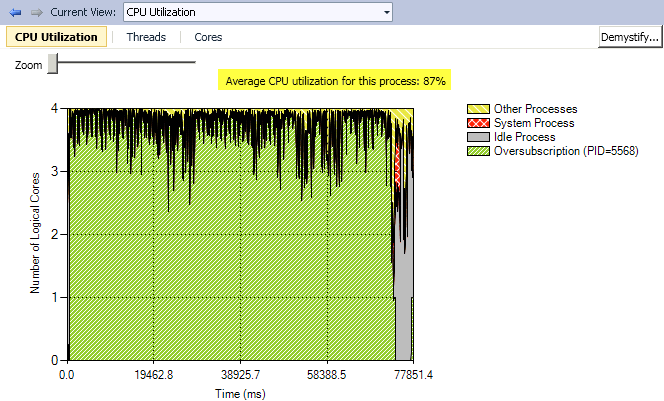 Current View: CPU Utilization
CPU Utilization Threads Cores Demystify...
Zoom
Average CPU utilization for this process: 87%
4
3
2
1
0
Number of Logical Cores
0.0 19462.8 38925.7 58388.5 77851.4
Time (ms)
Other Processes
System Process
Idle Process
Oversubscription (PID=5568)